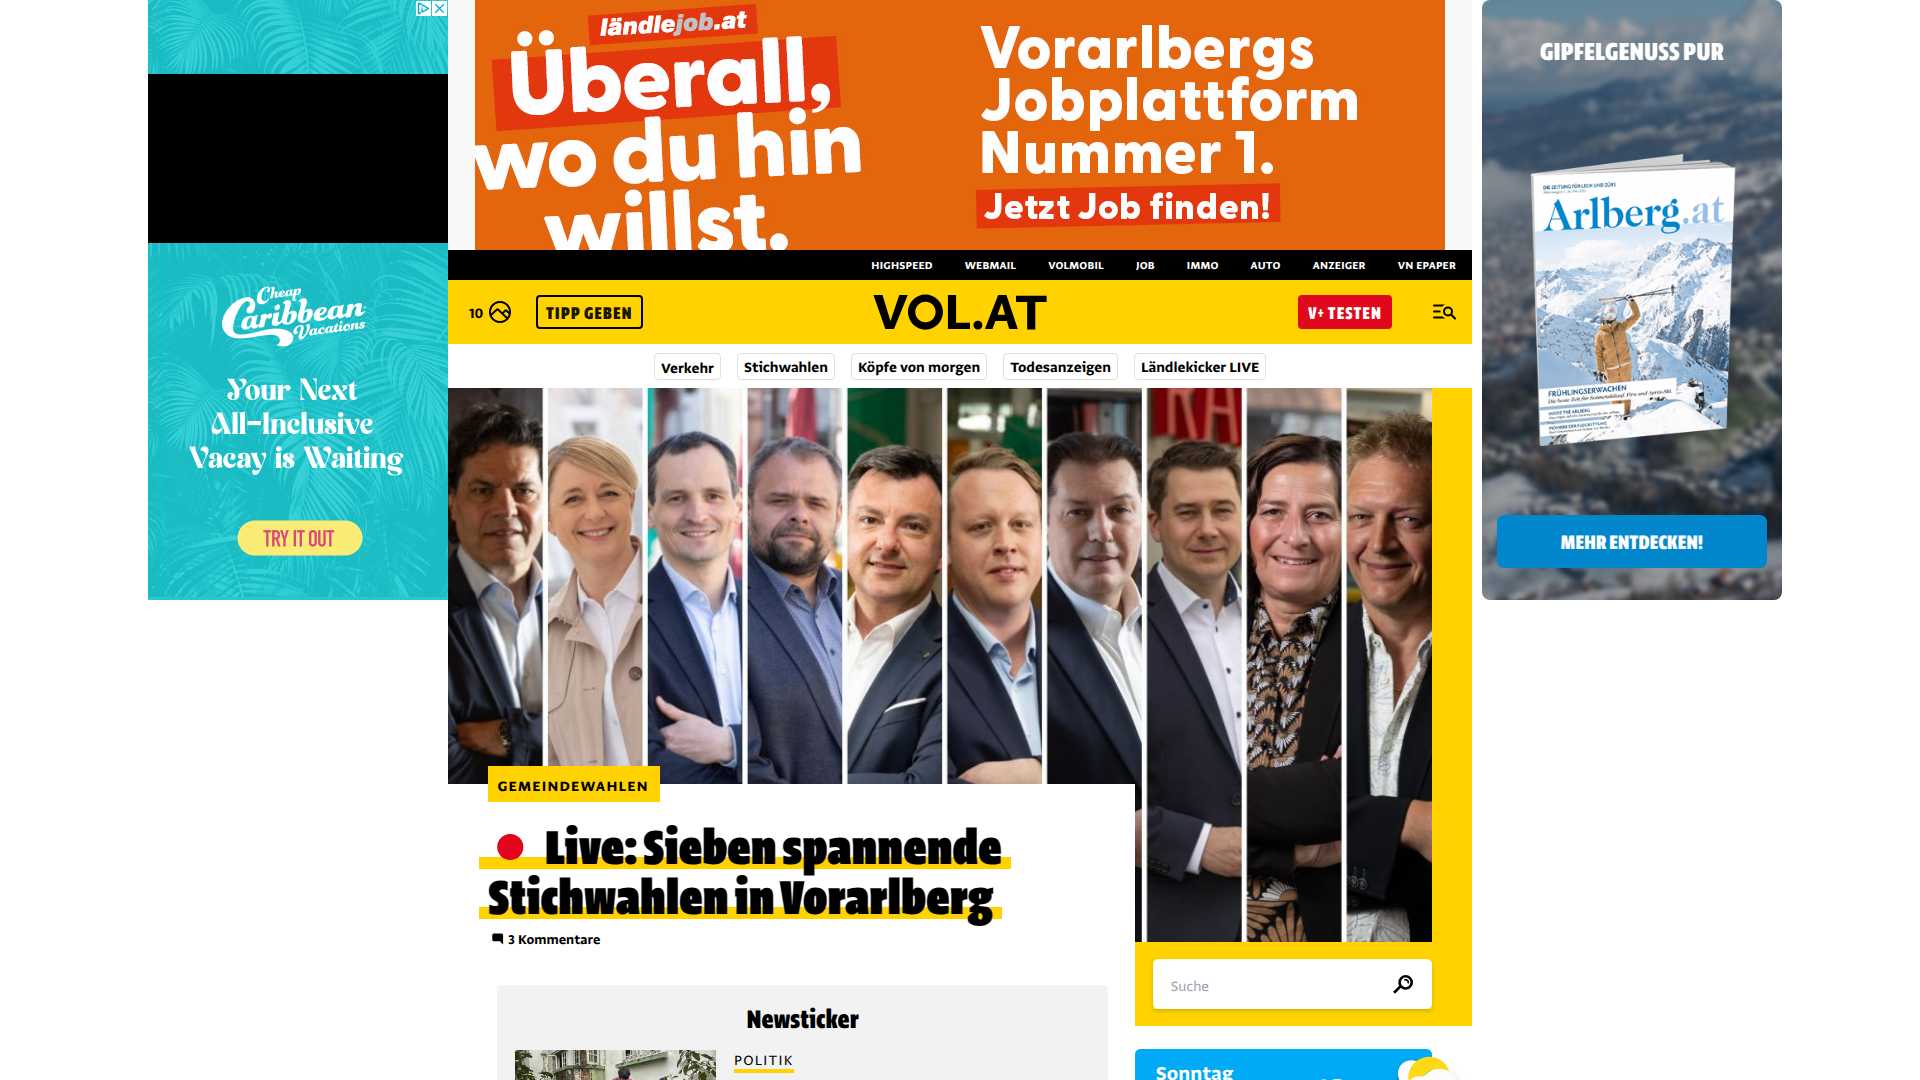 ländlejob.at
Überall,
wo du hin
willst.
Vorarlbergs
Jobplattform
Nummer 1.
Jetzt Job finden!
GIPFELGENUSS PUR
Arlberg.at
FRÜHLINGSERWACHEN
MEHR ENTDECKEN!
Cheap
Caribbean
Vacations
Your Next
All-Inclusive
Vacay is Waiting
TRY IT OUT
HIGHSPEED WEBMAIL VOLMOBIL JOB IMMO AUTO ANZEIGER VN EPAPER
10 TIPP GEBEN VOL.AT V+ TESTEN
Verkehr Stichwahlen Köpfe von morgen Todesanzeigen Ländlekicker LIVE
GEMEINDEWAHLEN
Live: Sieben spannende
Stichwahlen in Vorarlberg
3 Kommentare
Suche
Newsticker
POLITIK
Sonntag